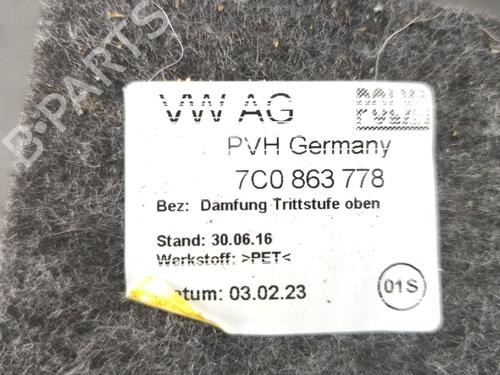 VW AG
PVH Germany
7C0 863 778
Bez: Damfung Trittstufe oben
Stand: 30.06.16
Werkstoff: >PET<
atum: 03.02.23
01S
B-PARTS